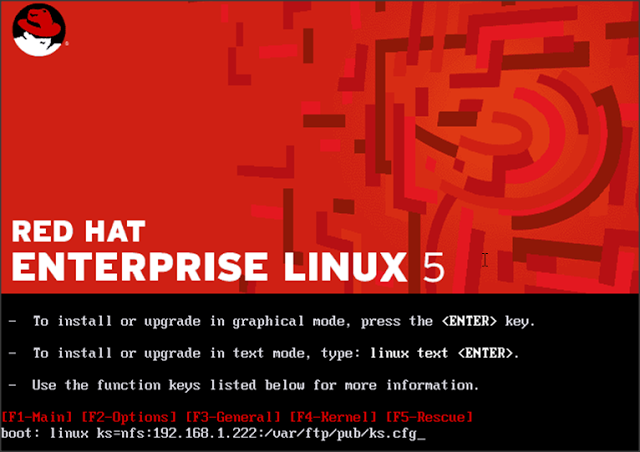 RED HAT
ENTERPRISE LINUX 5
- To install or upgrade in graphical mode, press the <ENTER> key.
- To install or upgrade in text mode, type: linux text <ENTER>.
- Use the function keys listed below for more information.
[F1-Main] [F2-Options] [F3-General] [F4-Kernel] [F5-Rescue]
boot: linux ks=nfs:192.168.1.222:/var/ftp/pub/ks.cfg_